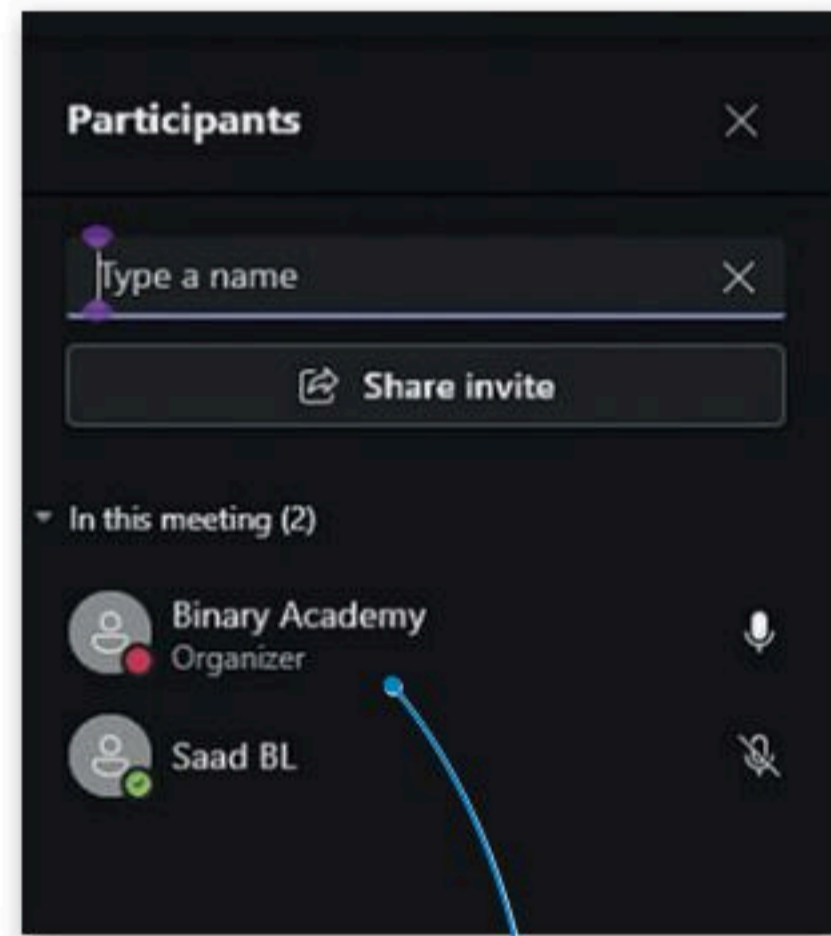 Participants
Type a name
Share invite
In this meeting (2)
Binary Academy
Organizer
Saad BL